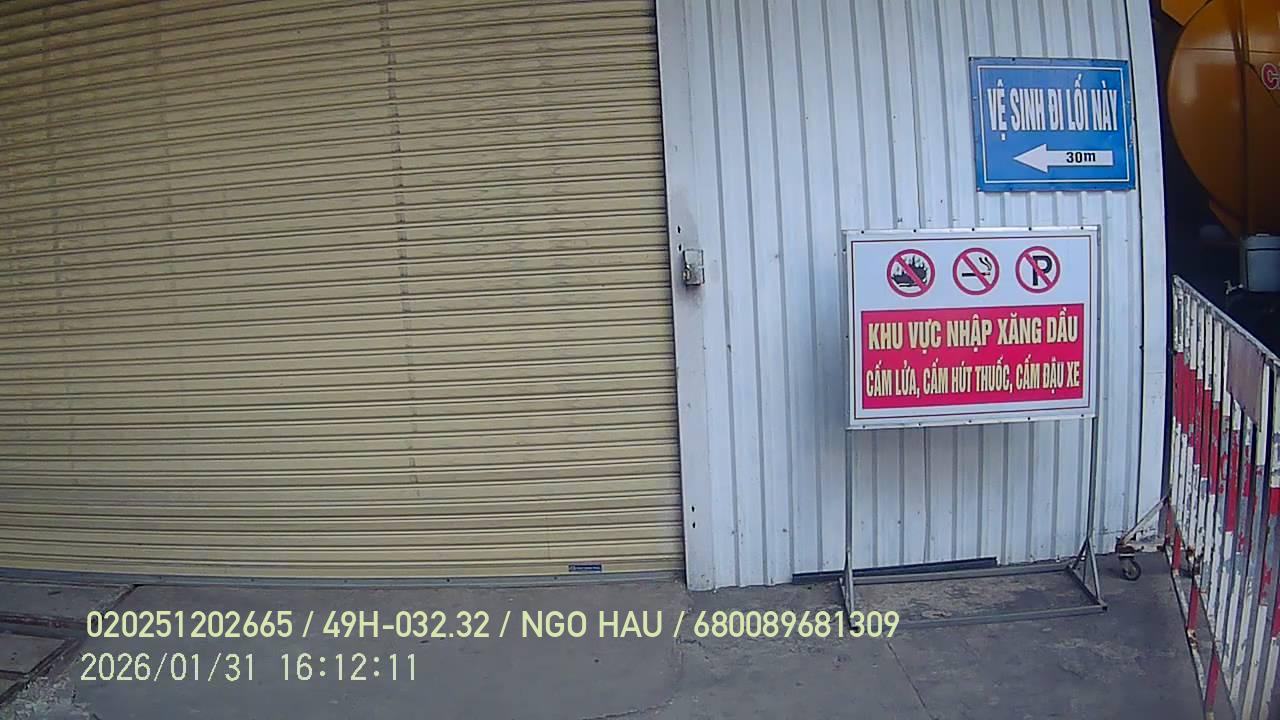 VỆ SINH ĐI LỐI NÀY
30m
P
KHU VỰC NHẬP XĂNG DẦU
CẤM LỬA, CẤM HÚT THUỐC, CẤM ĐẬU XE
020251202665 / 49H-032.32 / NGO HAU / 680089681309
2026/01/31 16:12:11